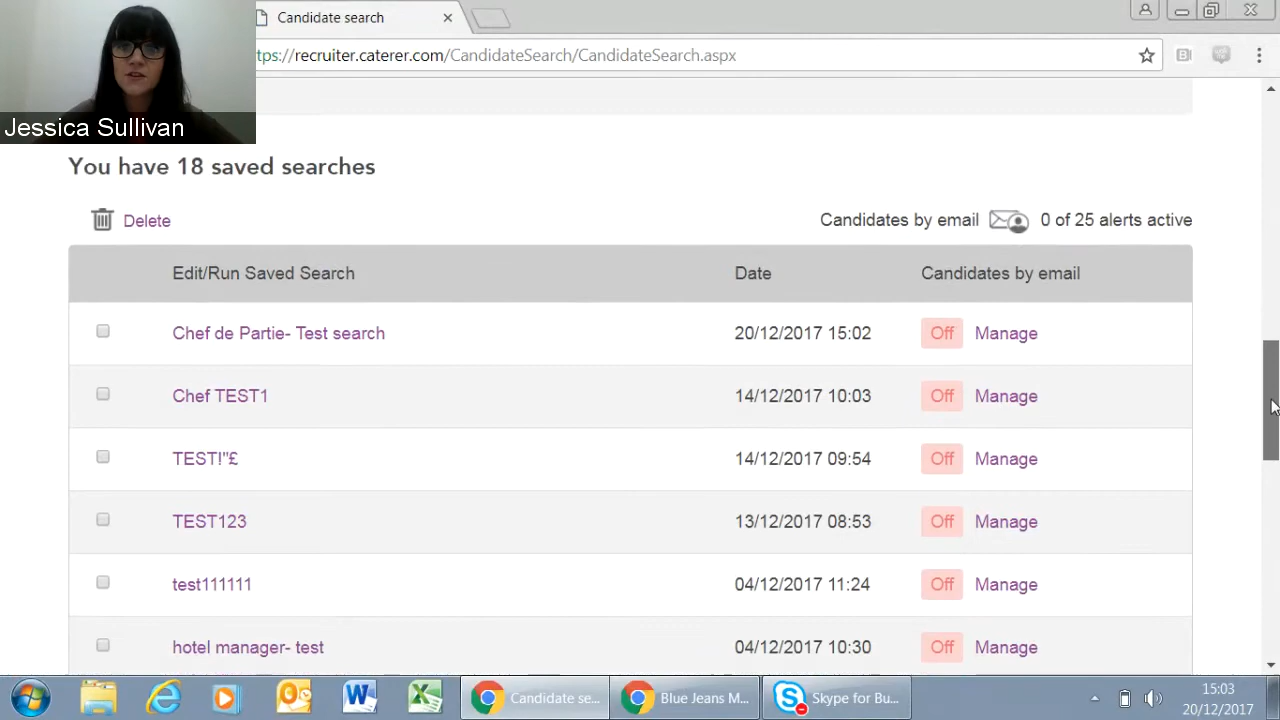 Candidate search
tps://recruiter.caterer.com/CandidateSearch/CandidateSearch.aspx
Jessica Sullivan
You have 18 saved searches
Delete
Candidates by email 0 of 25 alerts active
Edit/Run Saved Search Date Candidates by email
Chef de Partie- Test search 20/12/2017 15:02 Off Manage
Chef TEST1 14/12/2017 10:03 Off Manage
TEST!"£ 14/12/2017 09:54 Off Manage
TEST123 13/12/2017 08:53 Off Manage
test111111 04/12/2017 11:24 Off Manage
hotel manager- test 04/12/2017 10:30 Off Manage
Candidate se... Blue Jeans M... Skype for Bu... 15:03
20/12/2017